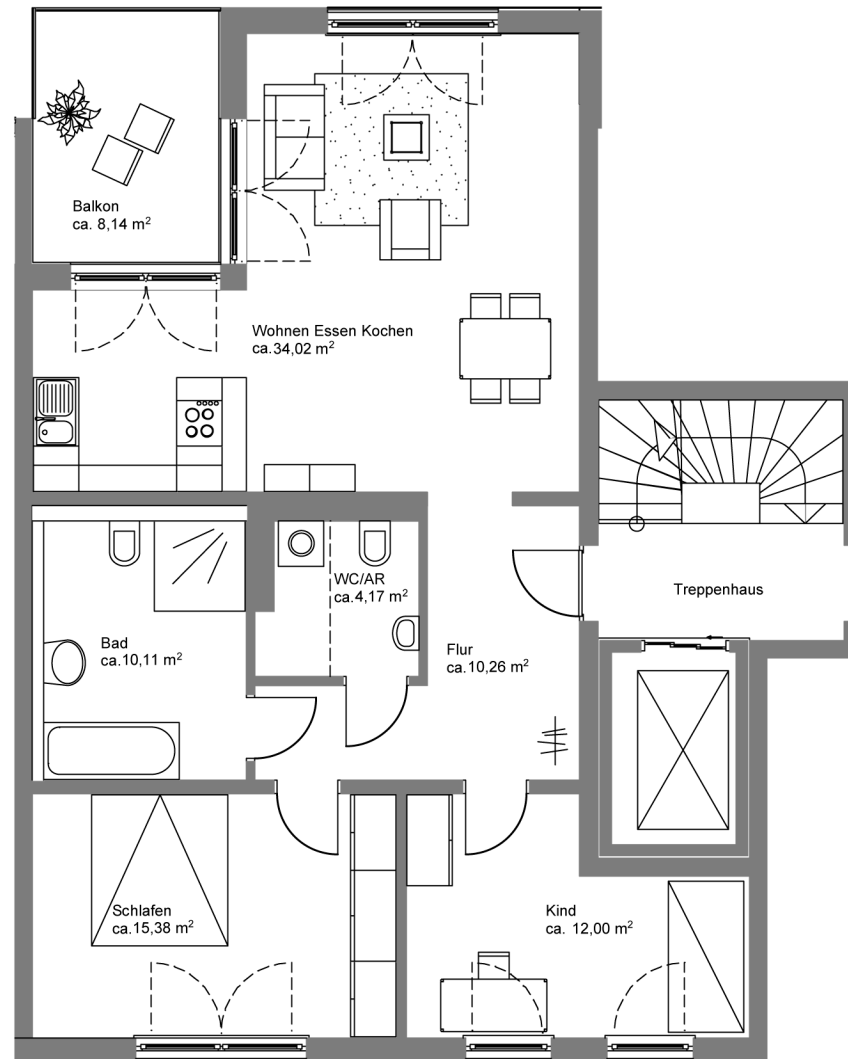 Balkon
ca. 8,14 m²
Wohnen Essen Kochen
ca.34,02 m²
WC/AR
ca.4,17 m²
Treppenhaus
Bad
ca.10,11 m²
Flur
ca.10,26 m²
Schlafen
ca.15,38 m²
Kind
ca. 12,00 m²